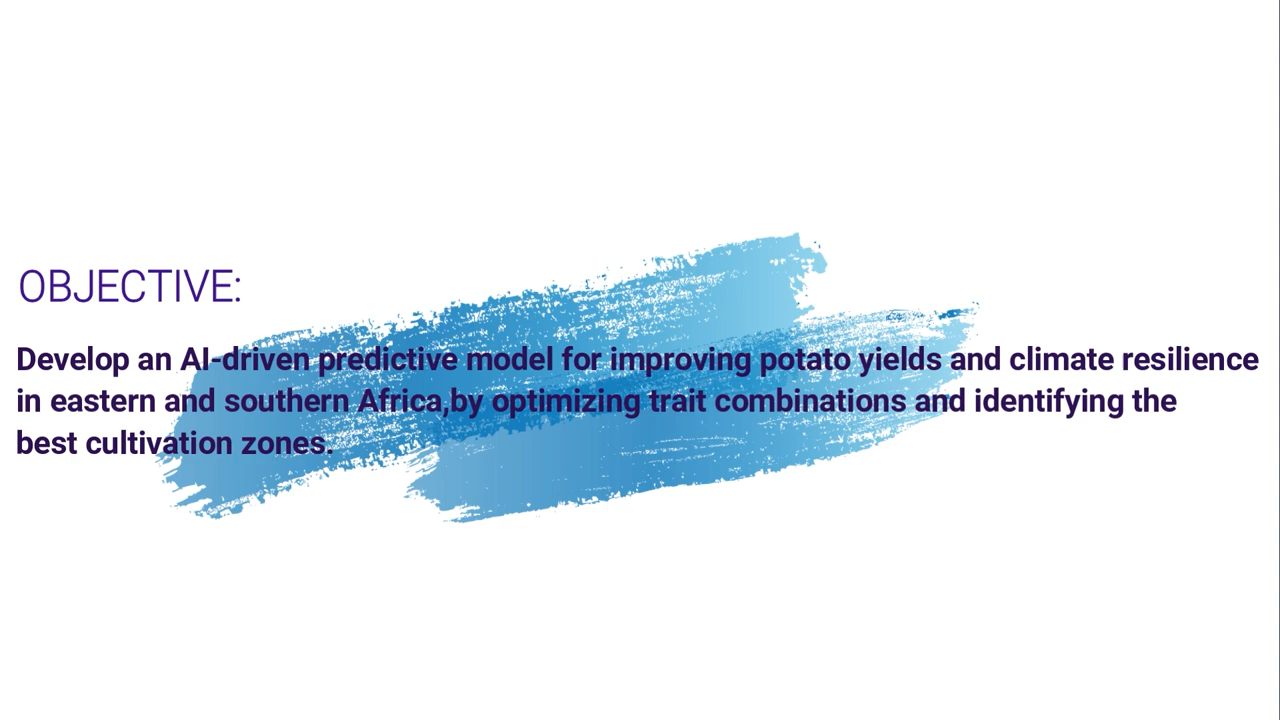 OBJECTIVE:
Develop an AI-driven predictive model for improving potato yields and climate resilience
in eastern and southern Africa,by optimizing trait combinations and identifying the
best cultivation zones.